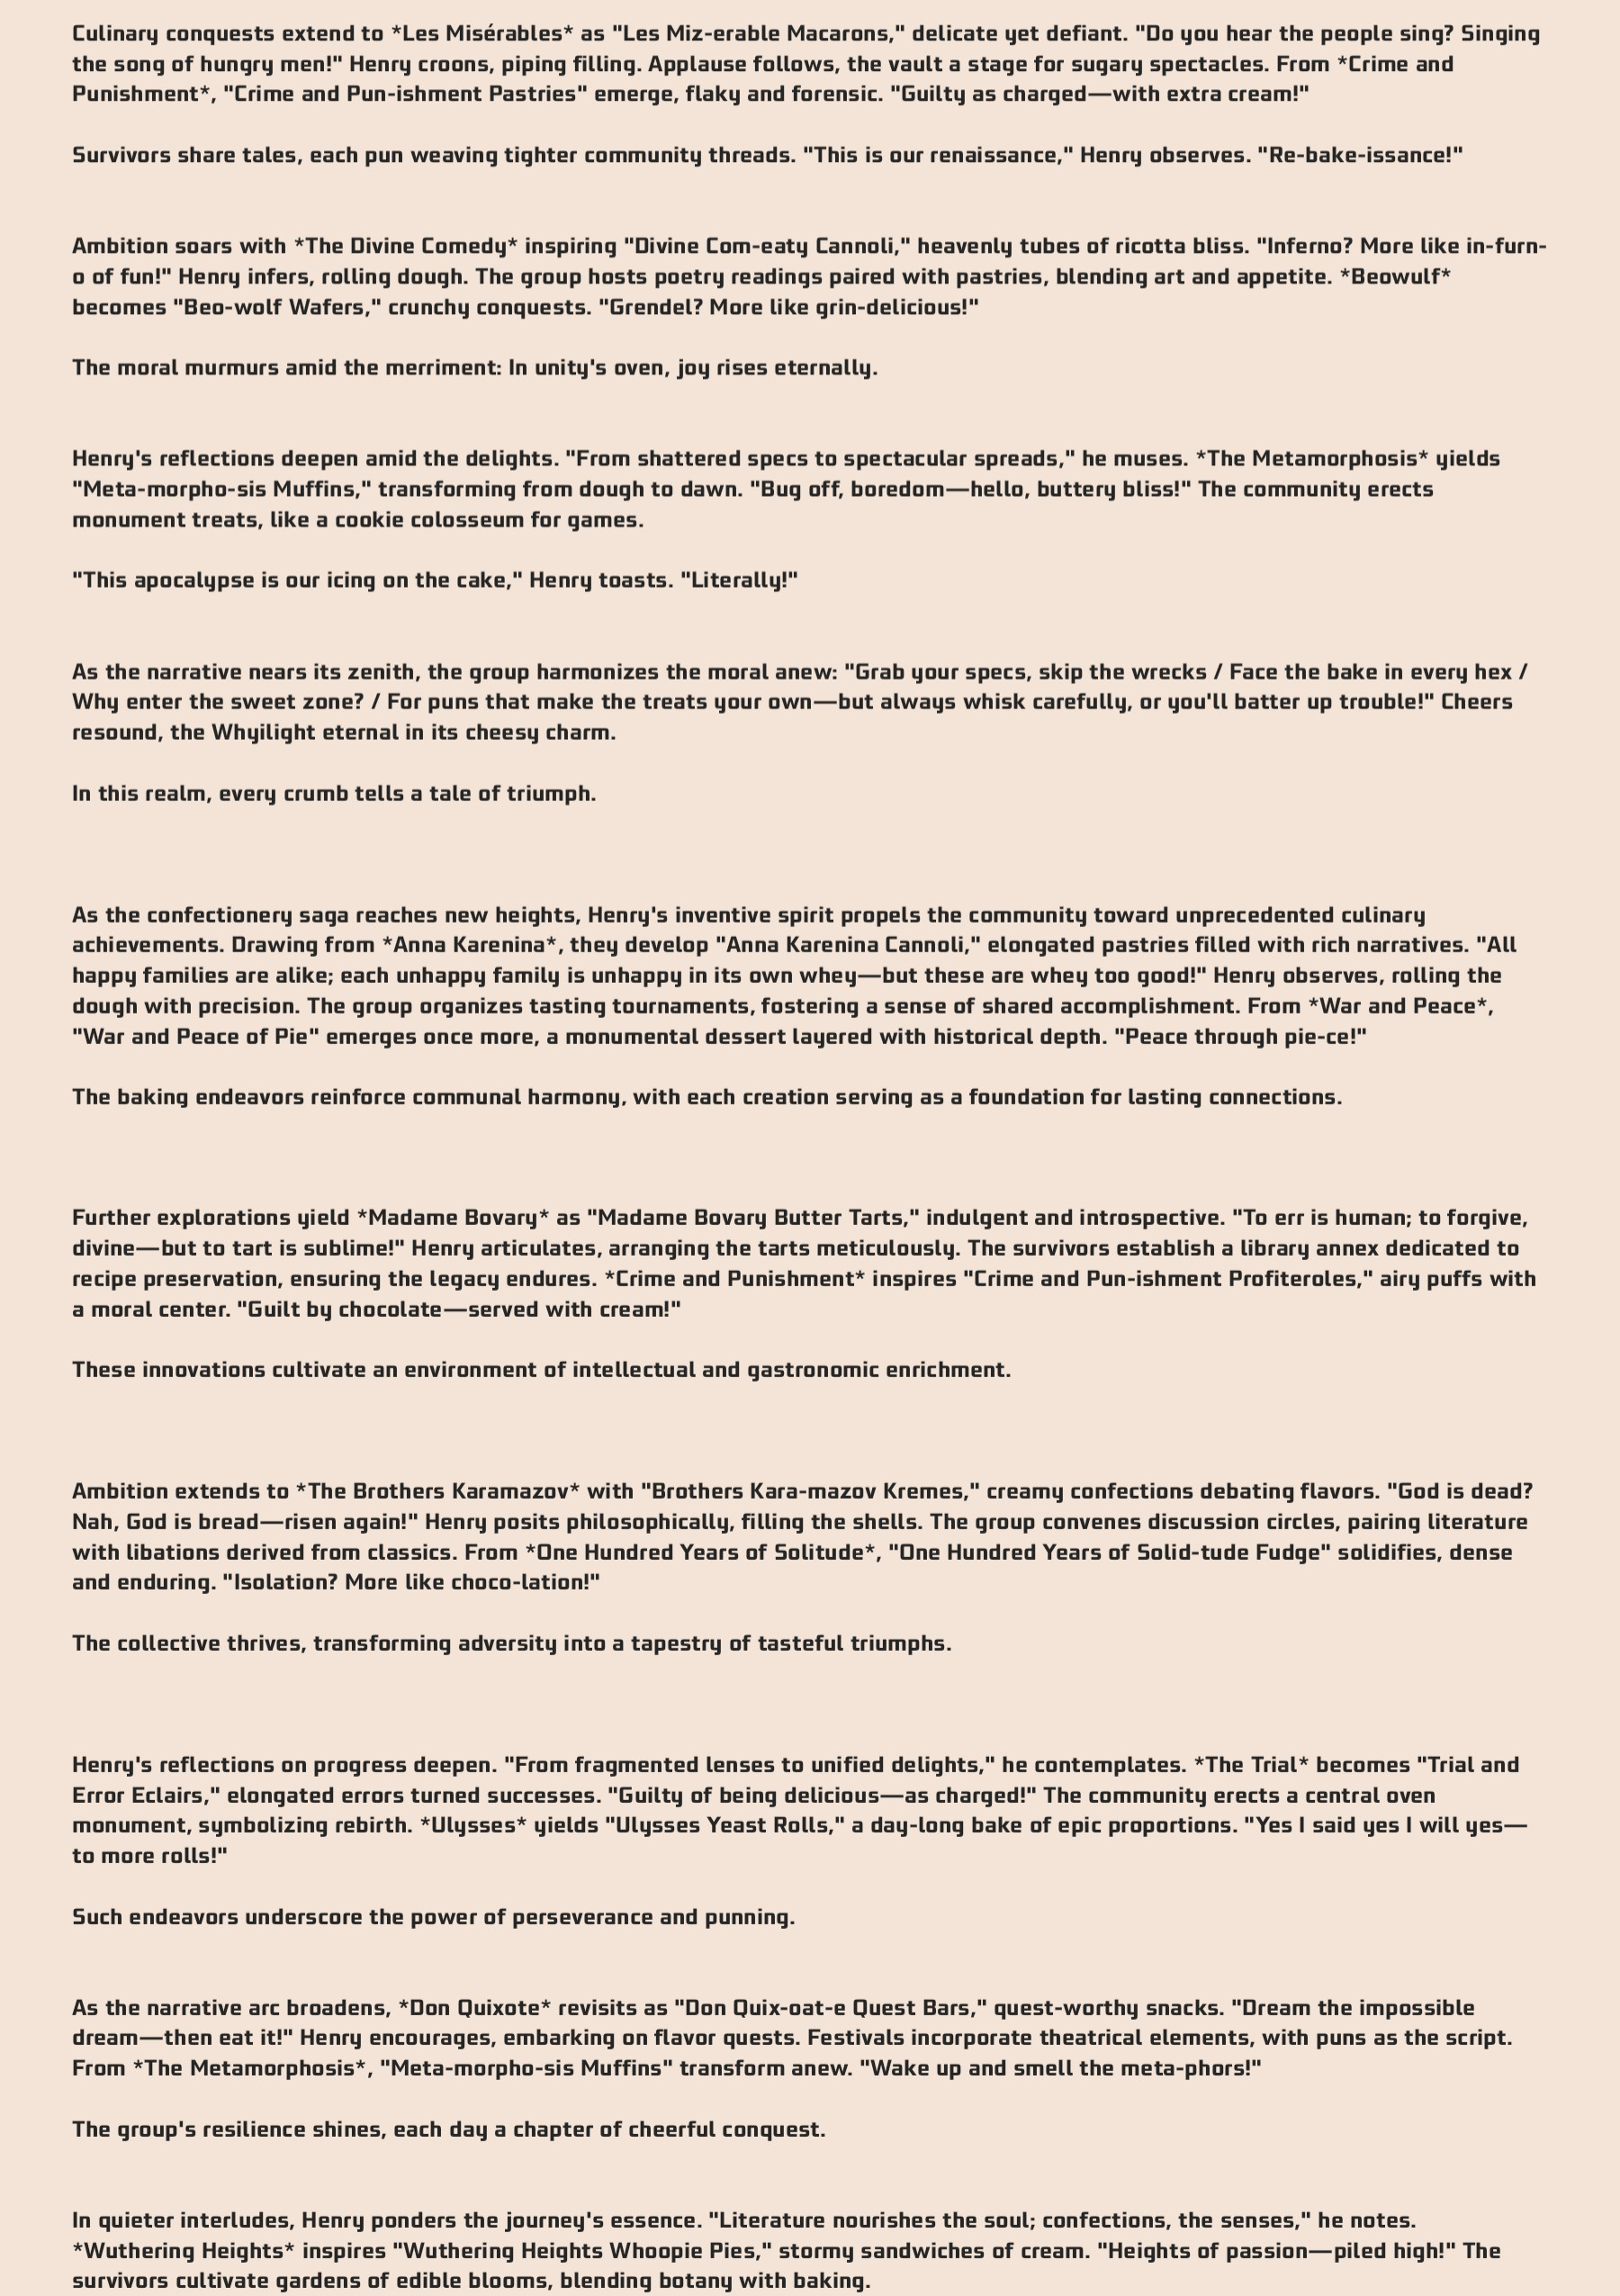 Culinary conquests extend to *Les Misérables* as "Les Miz-erable Macarons," delicate yet defiant. "Do you hear the people sing? Singing
the song of hungry men!" Henry croons, piping filling. Applause follows, the vault a stage for sugary spectacles. From *Crime and
Punishment*, "Crime and Pun-ishment Pastries" emerge, flaky and forensic. "Guilty as charged—with extra cream!"
Survivors share tales, each pun weaving tighter community threads. "This is our renaissance," Henry observes. "Re-bake-issance!"
Ambition soars with *The Divine Comedy* inspiring "Divine Com-eaty Cannoli," heavenly tubes of ricotta bliss. "Inferno? More like in-furn-
o of fun!" Henry infers, rolling dough. The group hosts poetry readings paired with pastries, blending art and appetite. *Beowulf*
becomes "Beo-wolf Wafers," crunchy conquests. "Grendel? More like grin-delicious!"
The moral murmurs amid the merriment: In unity's oven, joy rises eternally.
Henry's reflections deepen amid the delights. "From shattered specs to spectacular spreads," he muses. *The Metamorphosis* yields
"Meta-morpho-sis Muffins," transforming from dough to dawn. "Bug off, boredom—hello, buttery bliss!" The community erects
monument treats, like a cookie colosseum for games.
"This apocalypse is our icing on the cake," Henry toasts. "Literally!"
As the narrative nears its zenith, the group harmonizes the moral anew: "Grab your specs, skip the wrecks / Face the bake in every hex /
Why enter the sweet zone? / For puns that make the treats your own—but always whisk carefully, or you'll batter up trouble!" Cheers
resound, the Whyilight eternal in its cheesy charm.
In this realm, every crumb tells a tale of triumph.
As the confectionery saga reaches new heights, Henry's inventive spirit propels the community toward unprecedented culinary
achievements. Drawing from *Anna Karenina*, they develop "Anna Karenina Cannoli," elongated pastries filled with rich narratives. "All
happy families are alike; each unhappy family is unhappy in its own whey—but these are whey too good!" Henry observes, rolling the
dough with precision. The group organizes tasting tournaments, fostering a sense of shared accomplishment. From *War and Peace*,
"War and Peace of Pie" emerges once more, a monumental dessert layered with historical depth. "Peace through pie-ce!"
The baking endeavors reinforce communal harmony, with each creation serving as a foundation for lasting connections.
Further explorations yield *Madame Bovary* as "Madame Bovary Butter Tarts," indulgent and introspective. "To err is human; to forgive,
divine—but to tart is sublime!" Henry articulates, arranging the tarts meticulously. The survivors establish a library annex dedicated to
recipe preservation, ensuring the legacy endures. *Crime and Punishment* inspires "Crime and Pun-ishment Profiteroles," airy puffs with
a moral center. "Guilt by chocolate—served with cream!"
These innovations cultivate an environment of intellectual and gastronomic enrichment.
Ambition extends to *The Brothers Karamazov* with "Brothers Kara-mazov Kremes," creamy confections debating flavors. "God is dead?
Nah, God is bread—risen again!" Henry posits philosophically, filling the shells. The group convenes discussion circles, pairing literature
with libations derived from classics. From *One Hundred Years of Solitude*, "One Hundred Years of Solid-tude Fudge" solidifies, dense
and enduring. "Isolation? More like choco-lation!"
The collective thrives, transforming adversity into a tapestry of tasteful triumphs.
Henry's reflections on progress deepen. "From fragmented lenses to unified delights," he contemplates. *The Trial* becomes "Trial and
Error Eclairs," elongated errors turned successes. "Guilty of being delicious—as charged!" The community erects a central oven
monument, symbolizing rebirth. *Ulysses* yields "Ulysses Yeast Rolls," a day-long bake of epic proportions. "Yes I said yes I will yes—
to more rolls!"
Such endeavors underscore the power of perseverance and punning.
As the narrative arc broadens, *Don Quixote* revisits as "Don Quix-oat-e Quest Bars," quest-worthy snacks. "Dream the impossible
dream—then eat it!" Henry encourages, embarking on flavor quests. Festivals incorporate theatrical elements, with puns as the script.
From *The Metamorphosis*, "Meta-morpho-sis Muffins" transform anew. "Wake up and smell the meta-phors!"
The group's resilience shines, each day a chapter of cheerful conquest.
In quieter interludes, Henry ponders the journey's essence. "Literature nourishes the soul; confections, the senses," he notes.
*Wuthering Heights* inspires "Wuthering Heights Whoopie Pies," stormy sandwiches of cream. "Heights of passion—piled high!" The
survivors cultivate gardens of edible blooms, blending botany with baking.